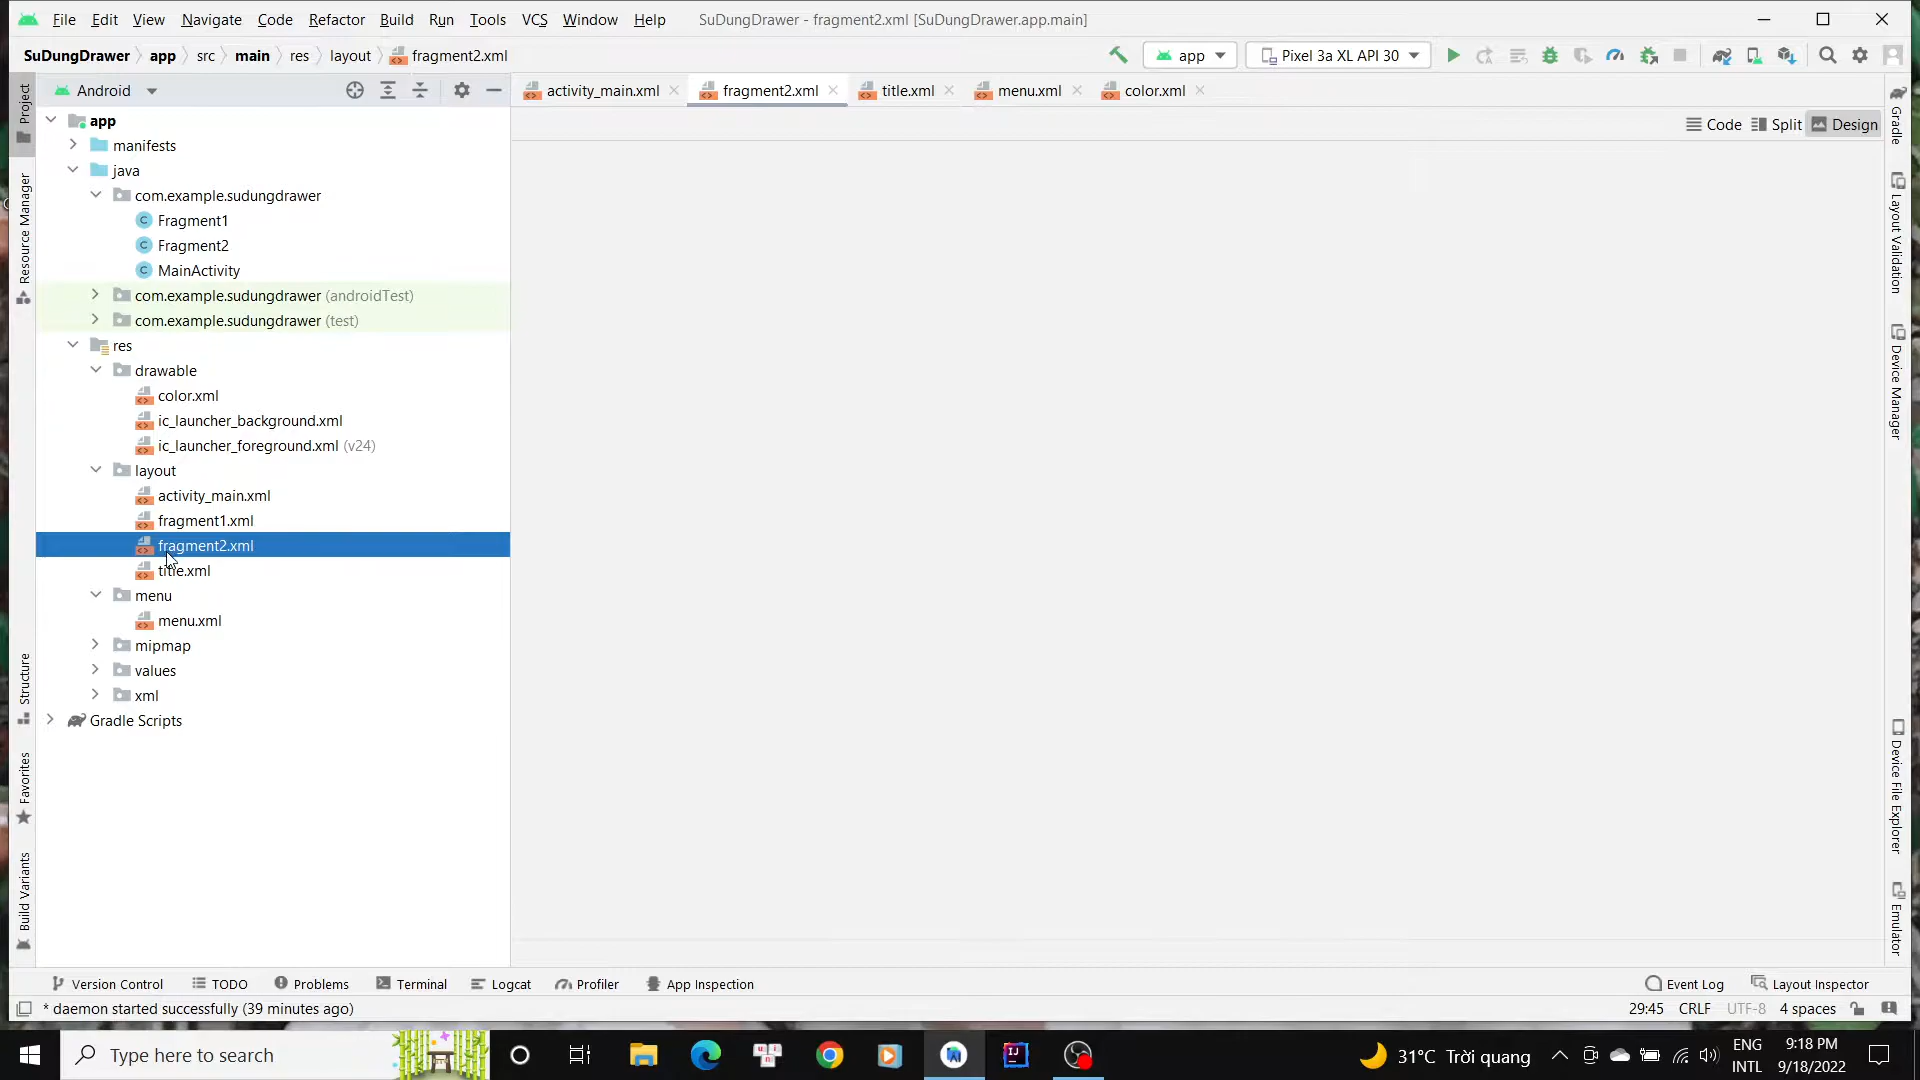 File Edit View Navigate Code Refactor Build Run Tools VCS Window Help SuDungDrawer - fragment2.xml [SuDungDrawer.app.main]
SuDungDrawer app src main res layout fragment2.xml app Pixel 3a XL API 30
Android activity_main.xml fragment2.xml title.xml menu.xml color.xml
Code Split Design
app
manifests
java
com.example.sudungdrawer
Fragment1
Fragment2
MainActivity
com.example.sudungdrawer (androidTest)
com.example.sudungdrawer (test)
res
drawable
color.xml
ic_launcher_background.xml
ic_launcher_foreground.xml (v24)
layout
activity_main.xml
fragment1.xml
fragment2.xml
title.xml
menu
menu.xml
mipmap
values
xml
Gradle Scripts
Project
Resource Manager
Structure
Favorites
Build Variants
Gradle
Layout Validation
Device Manager
Device File Explorer
Emulator
Version Control TODO Problems Terminal Logcat Profiler App Inspection Event Log Layout Inspector
* daemon started successfully (39 minutes ago) 29:45 CRLF UTF-8 4 spaces
Type here to search 31°C Trời quang ENG 9:18 PM
INTL 9/18/2022